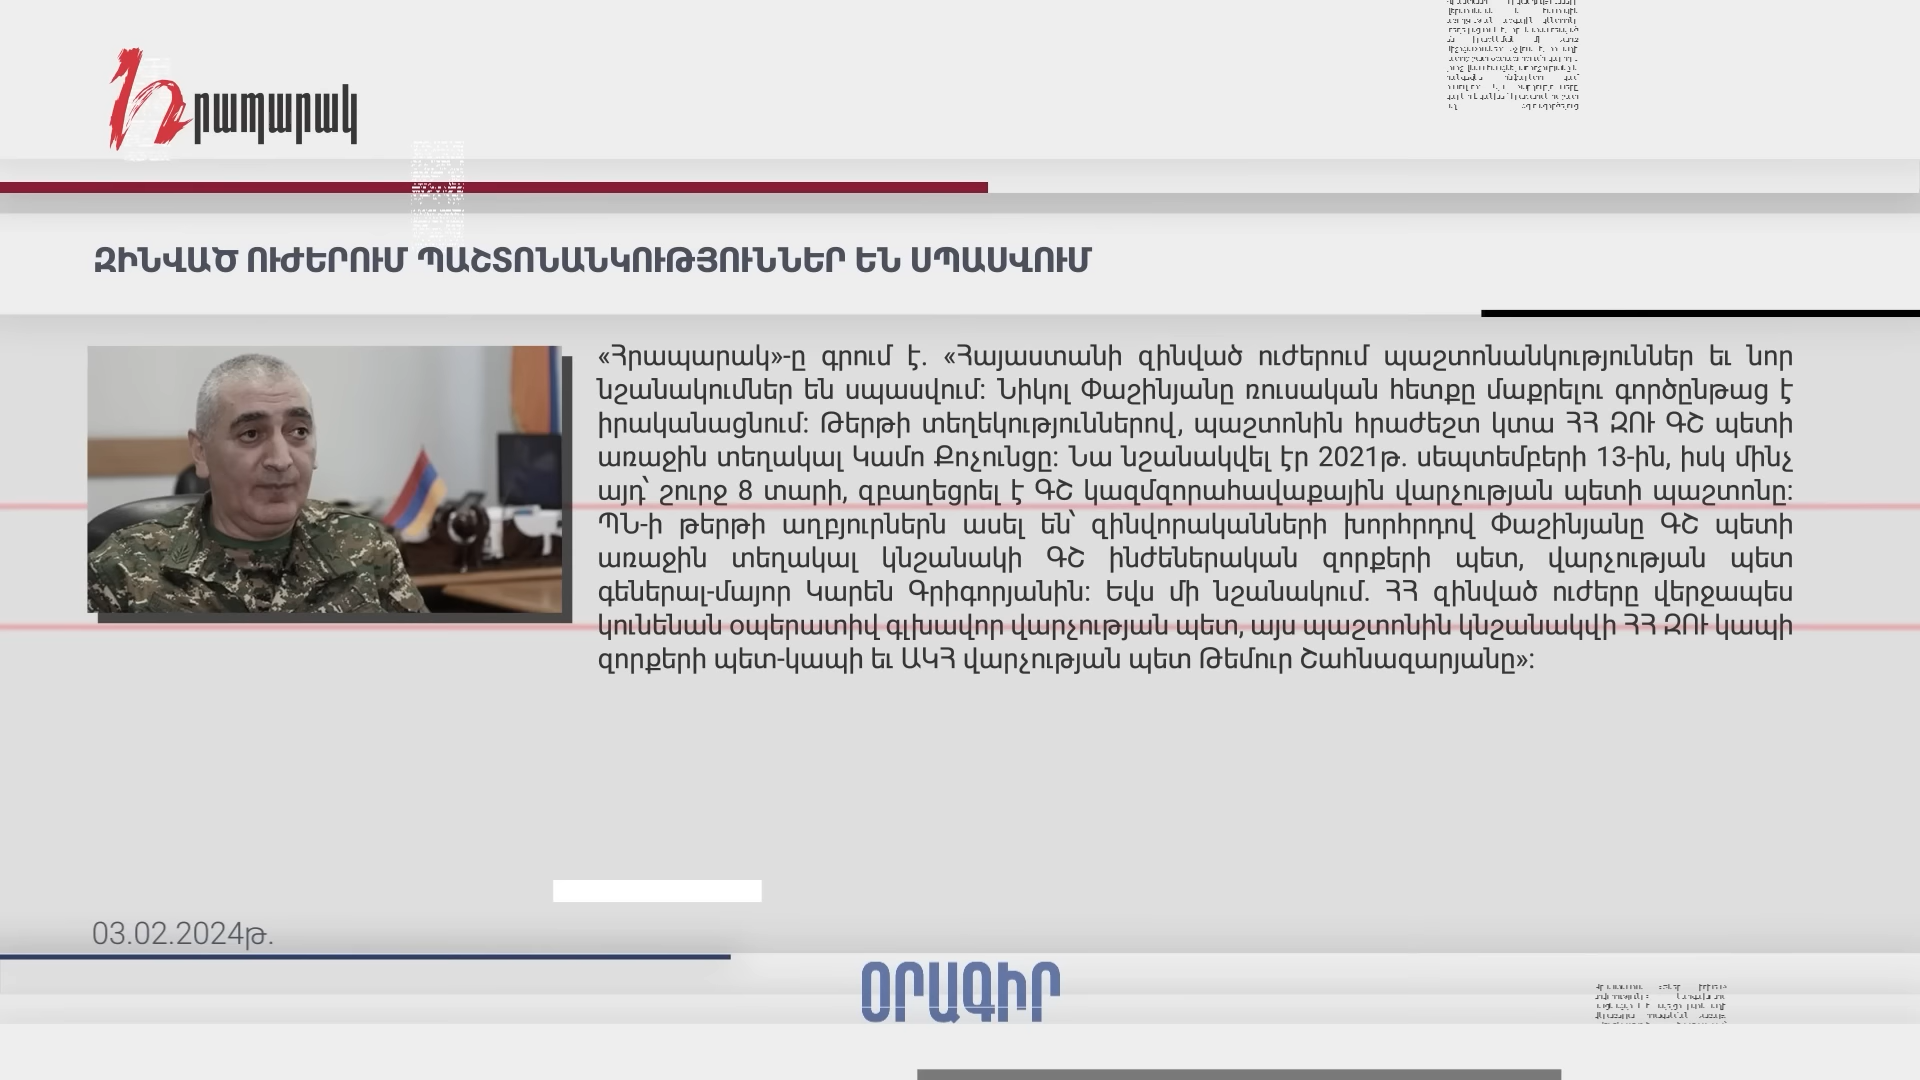 Հրապարակ
ԶԻՆՎԱԾ ՈՒԺԵՐՈՒՄ ՊԱՇՏՈՆԱՆԿՈՒԹՅՈՒՆՆԵՐ ԵՆ ՍՊԱՍՎՈՒՄ
«Հրապարակ»-ը գրում է. «Հայաստանի զինված ուժերում պաշտոնանկություններ եւ նոր
նշանակումներ են սպասվում: Նիկոլ Փաշինյանը ռուսական հետքը մաքրելու գործընթաց է
իրականացնում: Թերթի տեղեկություններով, պաշտոնին հրաժեշտ կտա ՀՀ ԶՈՒ ԳՇ պետի
առաջին տեղակալ Կամո Քոչունցը: Նա նշանակվել էր 2021թ. սեպտեմբերի 13-ին, իսկ մինչ
այդ՝ շուրջ 8 տարի, զբաղեցրել է ԳՇ կազմզորահավաքային վարչության պետի պաշտոնը:
ՊՆ-ի թերթի աղբյուրներն ասել են՝ զինվորականների խորհրդով Փաշինյանը ԳՇ պետի
առաջին տեղակալ կնշանակի ԳՇ ինժեներական զորքերի պետ, վարչության պետ
գեներալ-մայոր Կարեն Գրիգորյանին: Եվս մի նշանակում. ՀՀ զինված ուժերը վերջապես
կունենան օպերատիվ գլխավոր վարչության պետ, այս պաշտոնին կնշանակվի ՀՀ ԶՈՒ կապի
զորքերի պետ-կապի եւ ԱԿՀ վարչության պետ Թեմուր Շահնազարյանը»:
03.02.2024թ.
ՕՐԱԳԻՐ